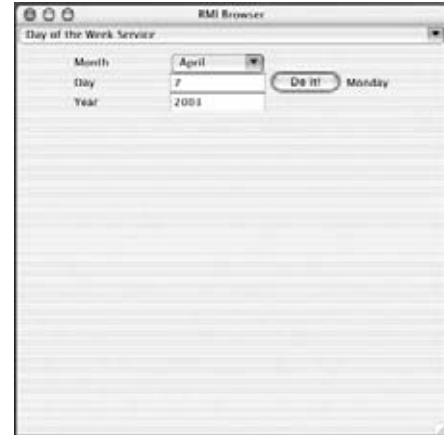 RMI Browser
Day of the Week Service
Month April
Day 7 Do it! Monday
Year 2003